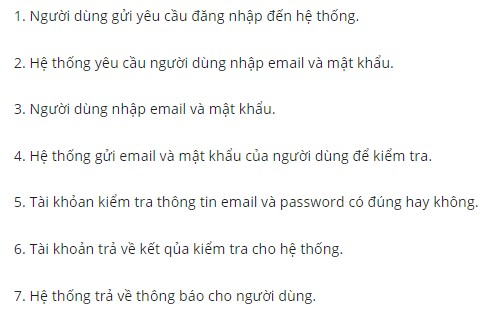 1. Người dùng gửi yêu cầu đăng nhập đến hệ thống.
2. Hệ thống yêu cầu người dùng nhập email và mật khẩu.
3. Người dùng nhập email và mật khẩu.
4. Hệ thống gửi email và mật khẩu của người dùng để kiểm tra.
5. Tài khỏan kiểm tra thông tin email và password có đúng hay không.
6. Tài khoản trả về kết qủa kiểm tra cho hệ thống.
7. Hệ thống trả về thông báo cho người dùng.